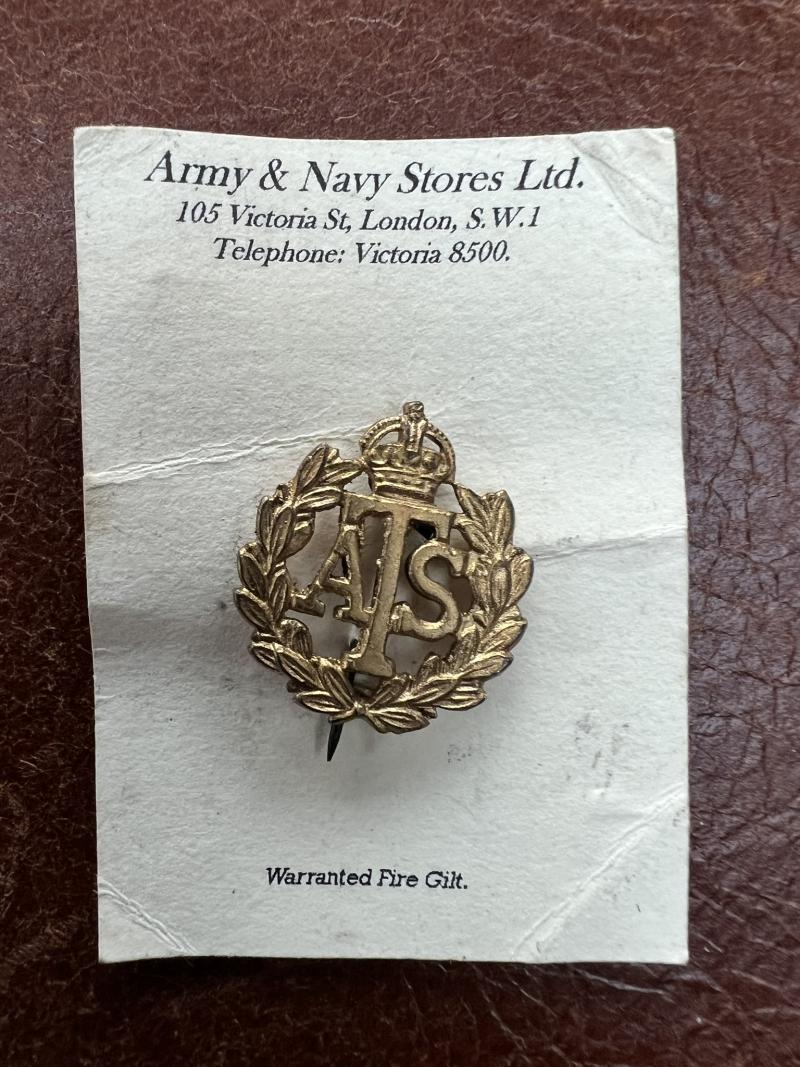 Army & Navy Stores Ltd.
105 Victoria St, London, S.W.1
Telephone: Victoria 8500.
ATS
Warranted Fire Gilt.